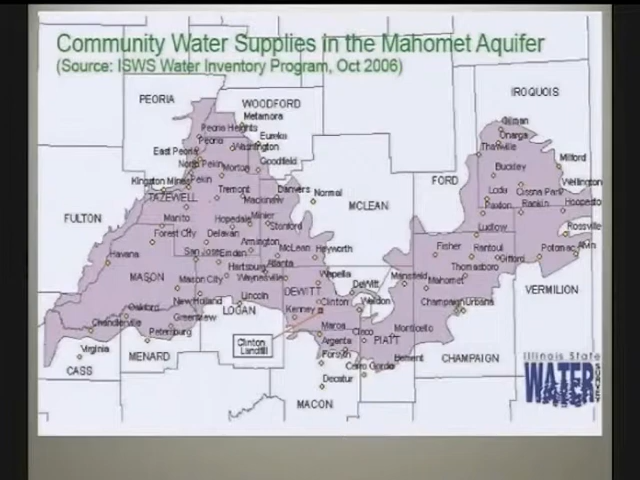 Community Water Supplies in the Mahomet Aquifer
(Source: ISWS Water Inventory Program, Oct 2006)
PEORIA
WOODFORD
IROQUOIS
Metamora
Peoria Heights
Eureka
Peoria
Washington
East Peoria
North Pekin
Goodfield
Morton
Kingston Mines
Pekin
TAZEWELL
Tremont
Mackinaw
Danvers
Normal
MCLEAN
FORD
Gilman
Onarga
Thawville
Buckley
Milford
Wellington
Loda
Cissna Park
Paxton
Rankin
Hoopeston
FULTON
Manito
Hopedale
Minier
Stanford
Forest City
Delavan
Armington
San Jose
Emden
McLean
Heyworth
Ludlow
Rossville
Alvin
Fisher
Rantoul
Gifford
Potomac
Havana
MASON
Mason City
Hartsburg
Atlanta
Waynesville
Wapella
DeWitt
Mansfield
Mahomet
Thomasboro
VERMILION
New Holland
Lincoln
DEWITT
Clinton
Weldon
Champaign
Urbana
LOGAN
Kenney
Oakford
Greenview
Chandlerville
Petersburg
Maroa
Cisco
Monticello
PIATT
Clinton
Landfill
Argenta
Forsyth
Bement
CHAMPAIGN
Virginia
MENARD
Cerro Gordo
CASS
Decatur
MACON
Illinois State
WATER
SURVEY